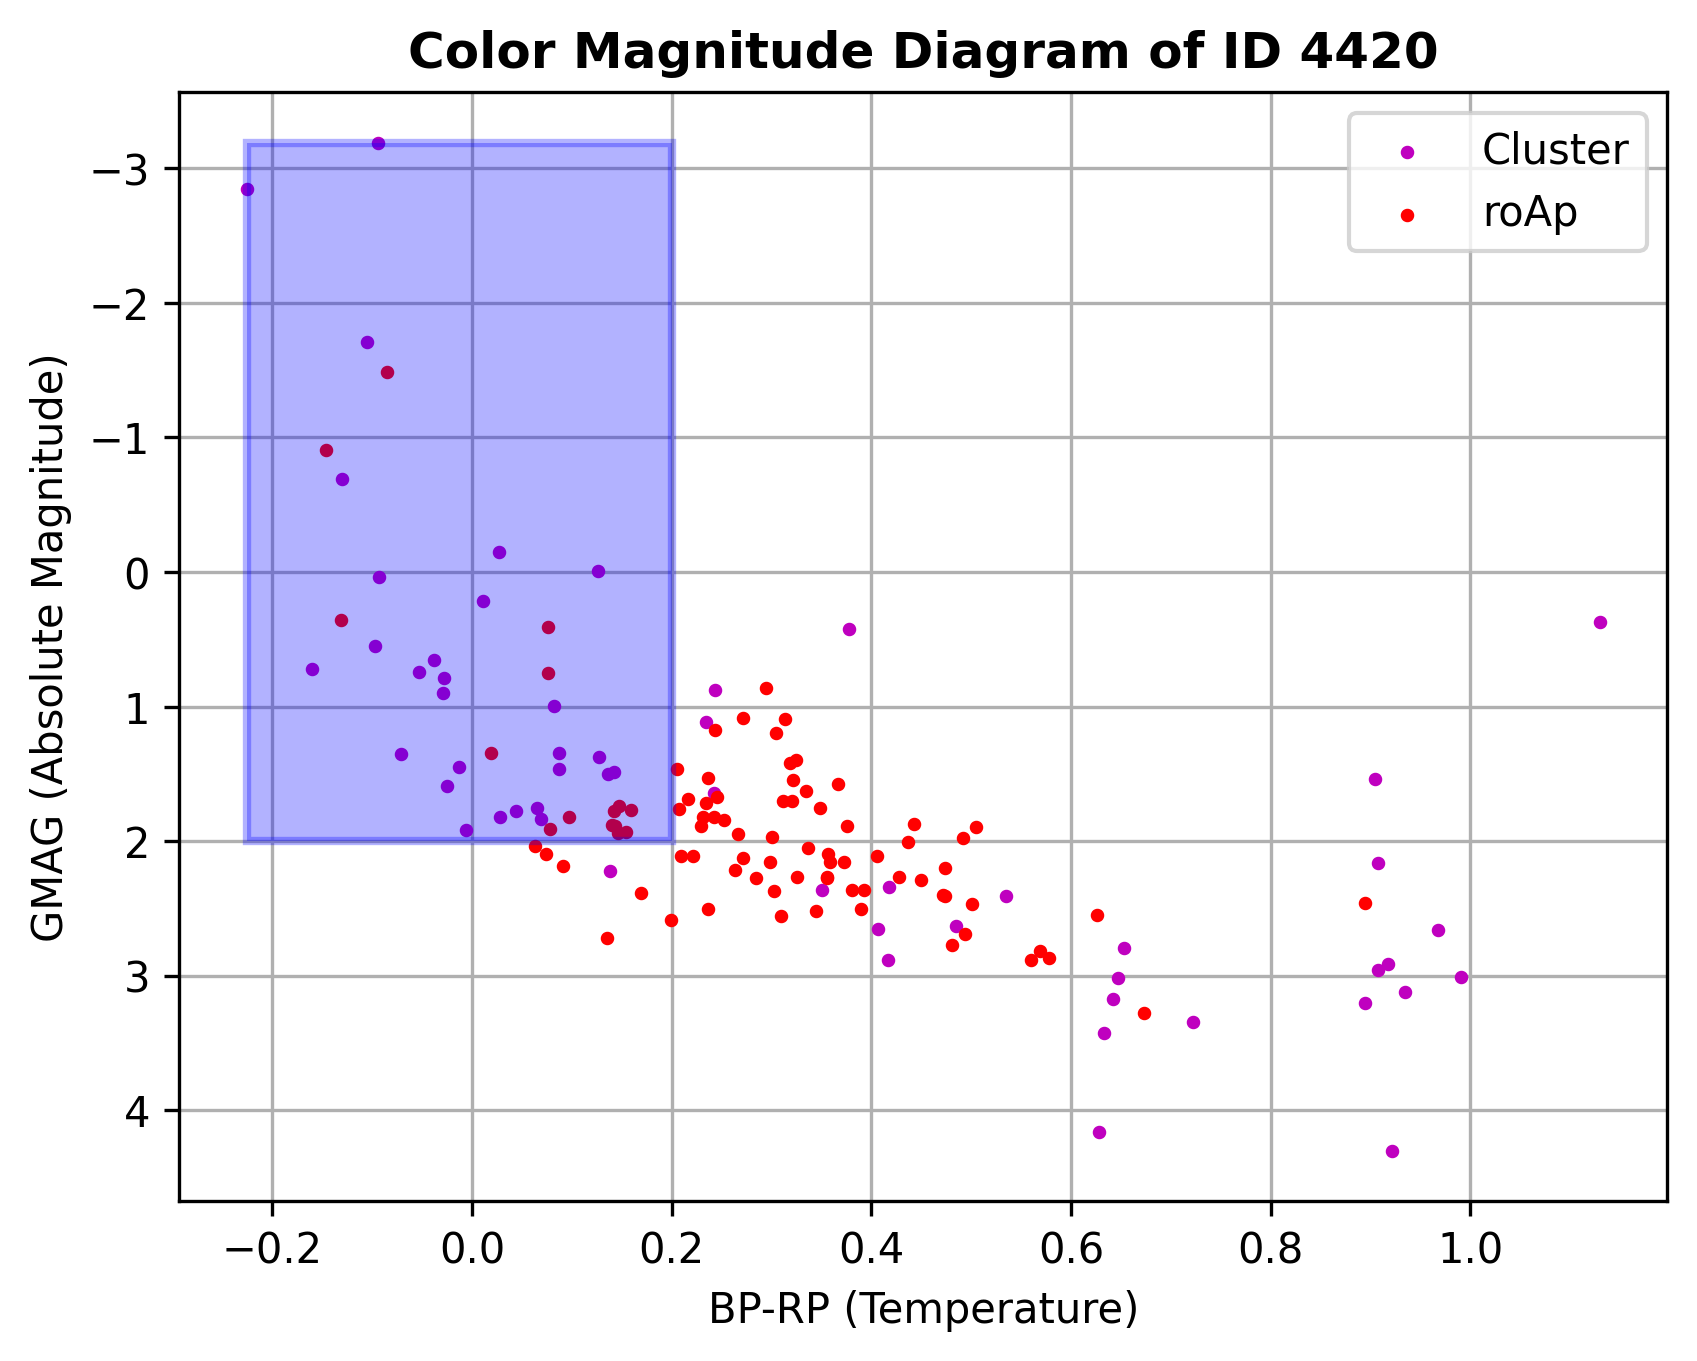 Color Magnitude Diagram of ID 4420
Cluster
roAp
GMAG (Absolute Magnitude)
−3
−2
−1
0
1
2
3
4
−0.2 0.0 0.2 0.4 0.6 0.8 1.0
BP-RP (Temperature)